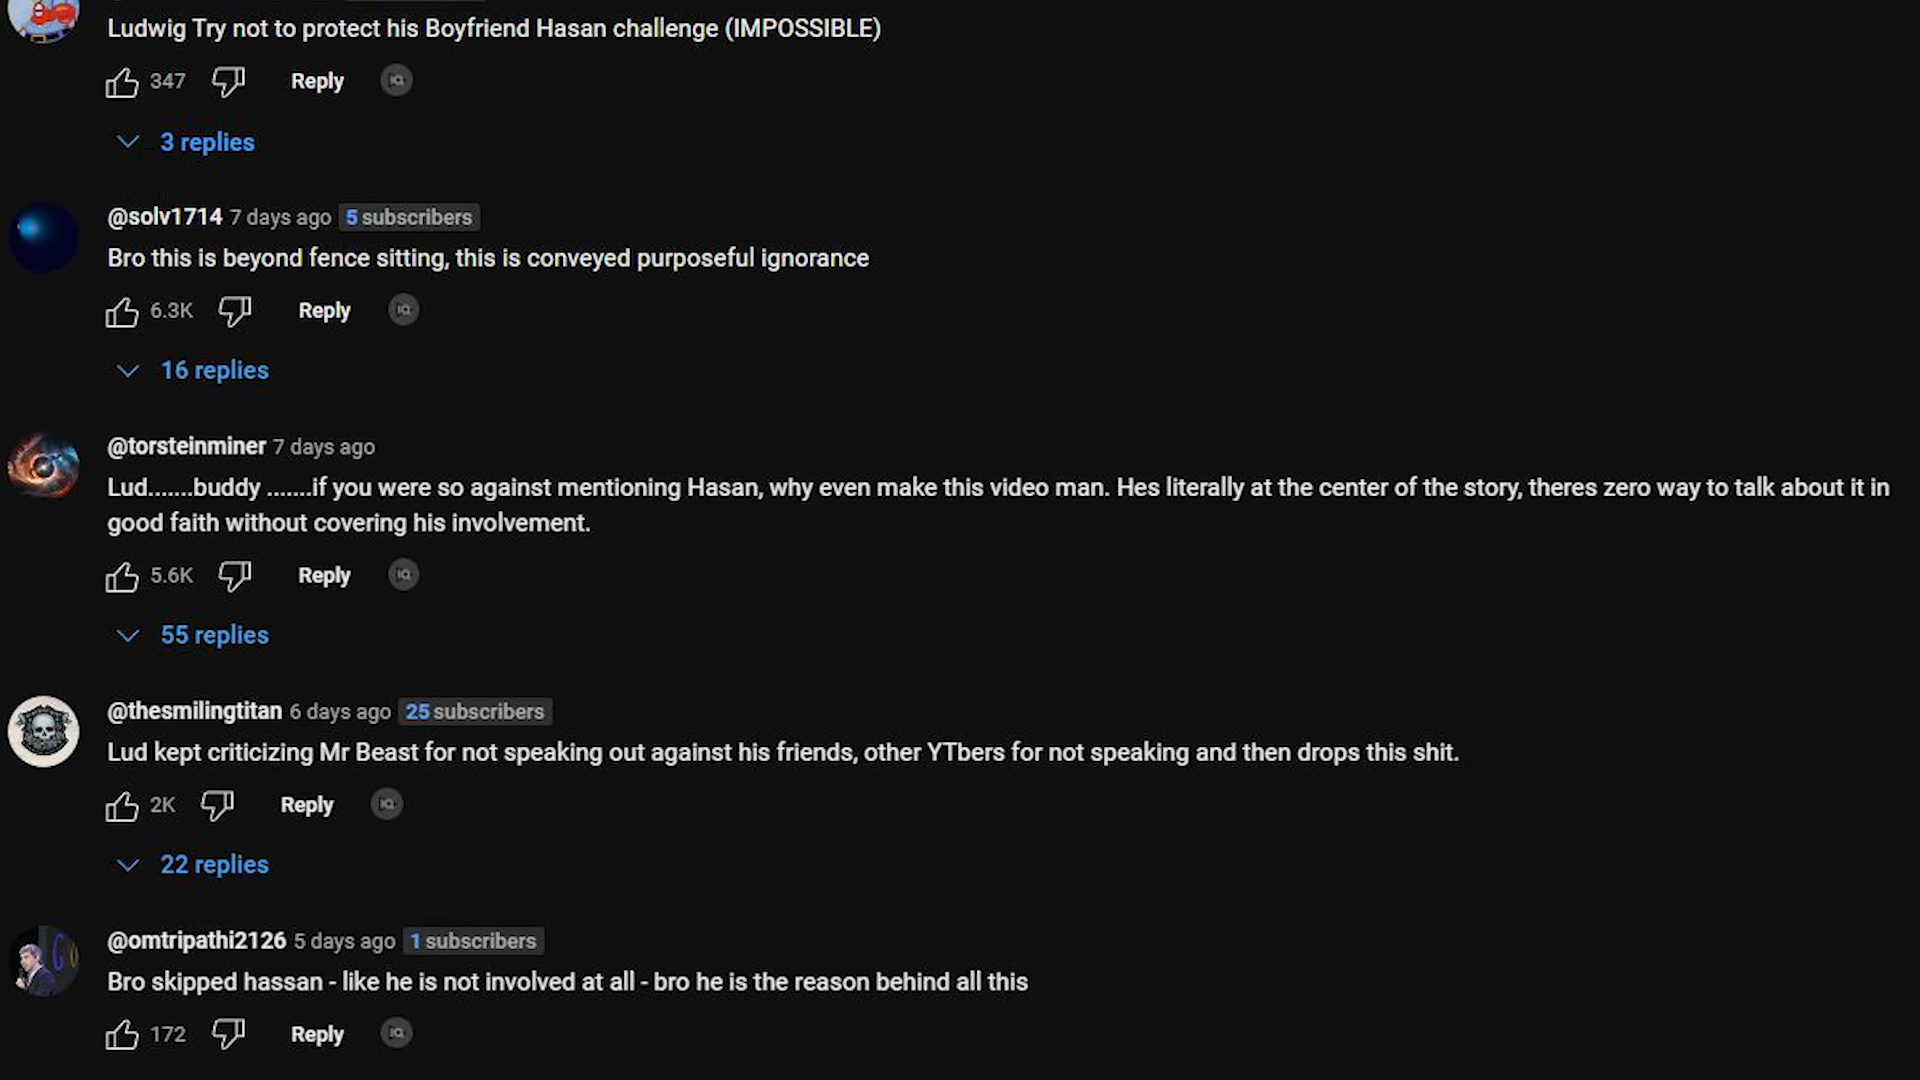 Ludwig Try not to protect his Boyfriend Hasan challenge (IMPOSSIBLE)
347 Reply
3 replies
@solv1714 7 days ago 5 subscribers
Bro this is beyond fence sitting, this is conveyed purposeful ignorance
6.3K Reply
16 replies
@torsteinminer 7 days ago
Lud.......buddy .......if you were so against mentioning Hasan, why even make this video man. Hes literally at the center of the story, theres zero way to talk about it in
good faith without covering his involvement.
5.6K Reply
55 replies
@thesmilingtitan 6 days ago 25 subscribers
Lud kept criticizing Mr Beast for not speaking out against his friends, other YTbers for not speaking and then drops this shit.
2K Reply
22 replies
@omtripathi2126 5 days ago 1 subscribers
Bro skipped hassan - like he is not involved at all - bro he is the reason behind all this
172 Reply